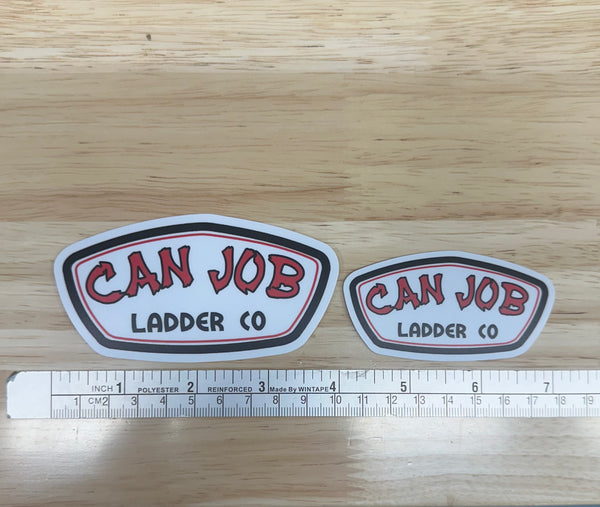 CAN JOB
LADDER CO
CAN JOB
LADDER CO
INCH 1 POLYESTER 2 REINFORCED 3 Made By WINTAPE 4 5 6 7
1 CM 2 3 4 5 6 7 8 9 10 11 12 13 14 15 16 17 18 19